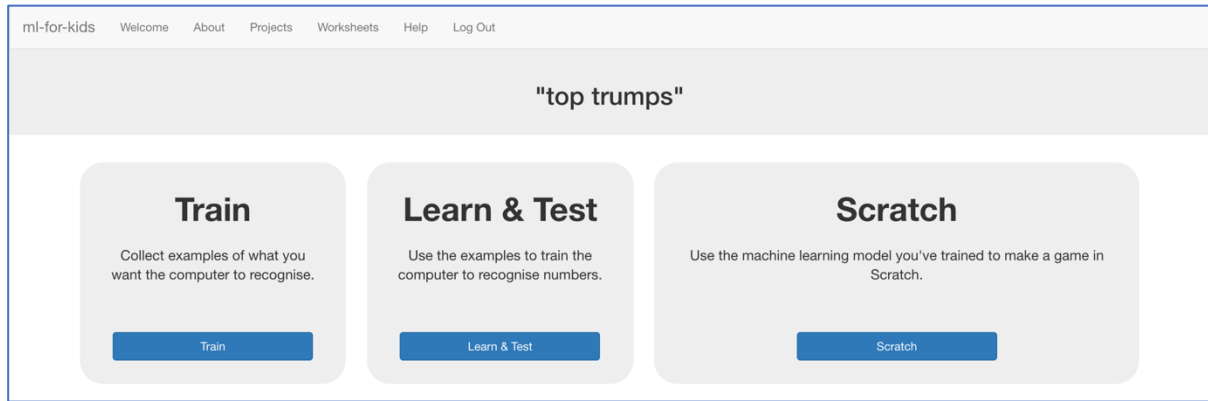 ml-for-kids Welcome About Projects Worksheets Help Log Out
"top trumps"
Train
Collect examples of what you
want the computer to recognise.
Train
Learn & Test
Use the examples to train the
computer to recognise numbers.
Learn & Test
Scratch
Use the machine learning model you've trained to make a game in
Scratch.
Scratch